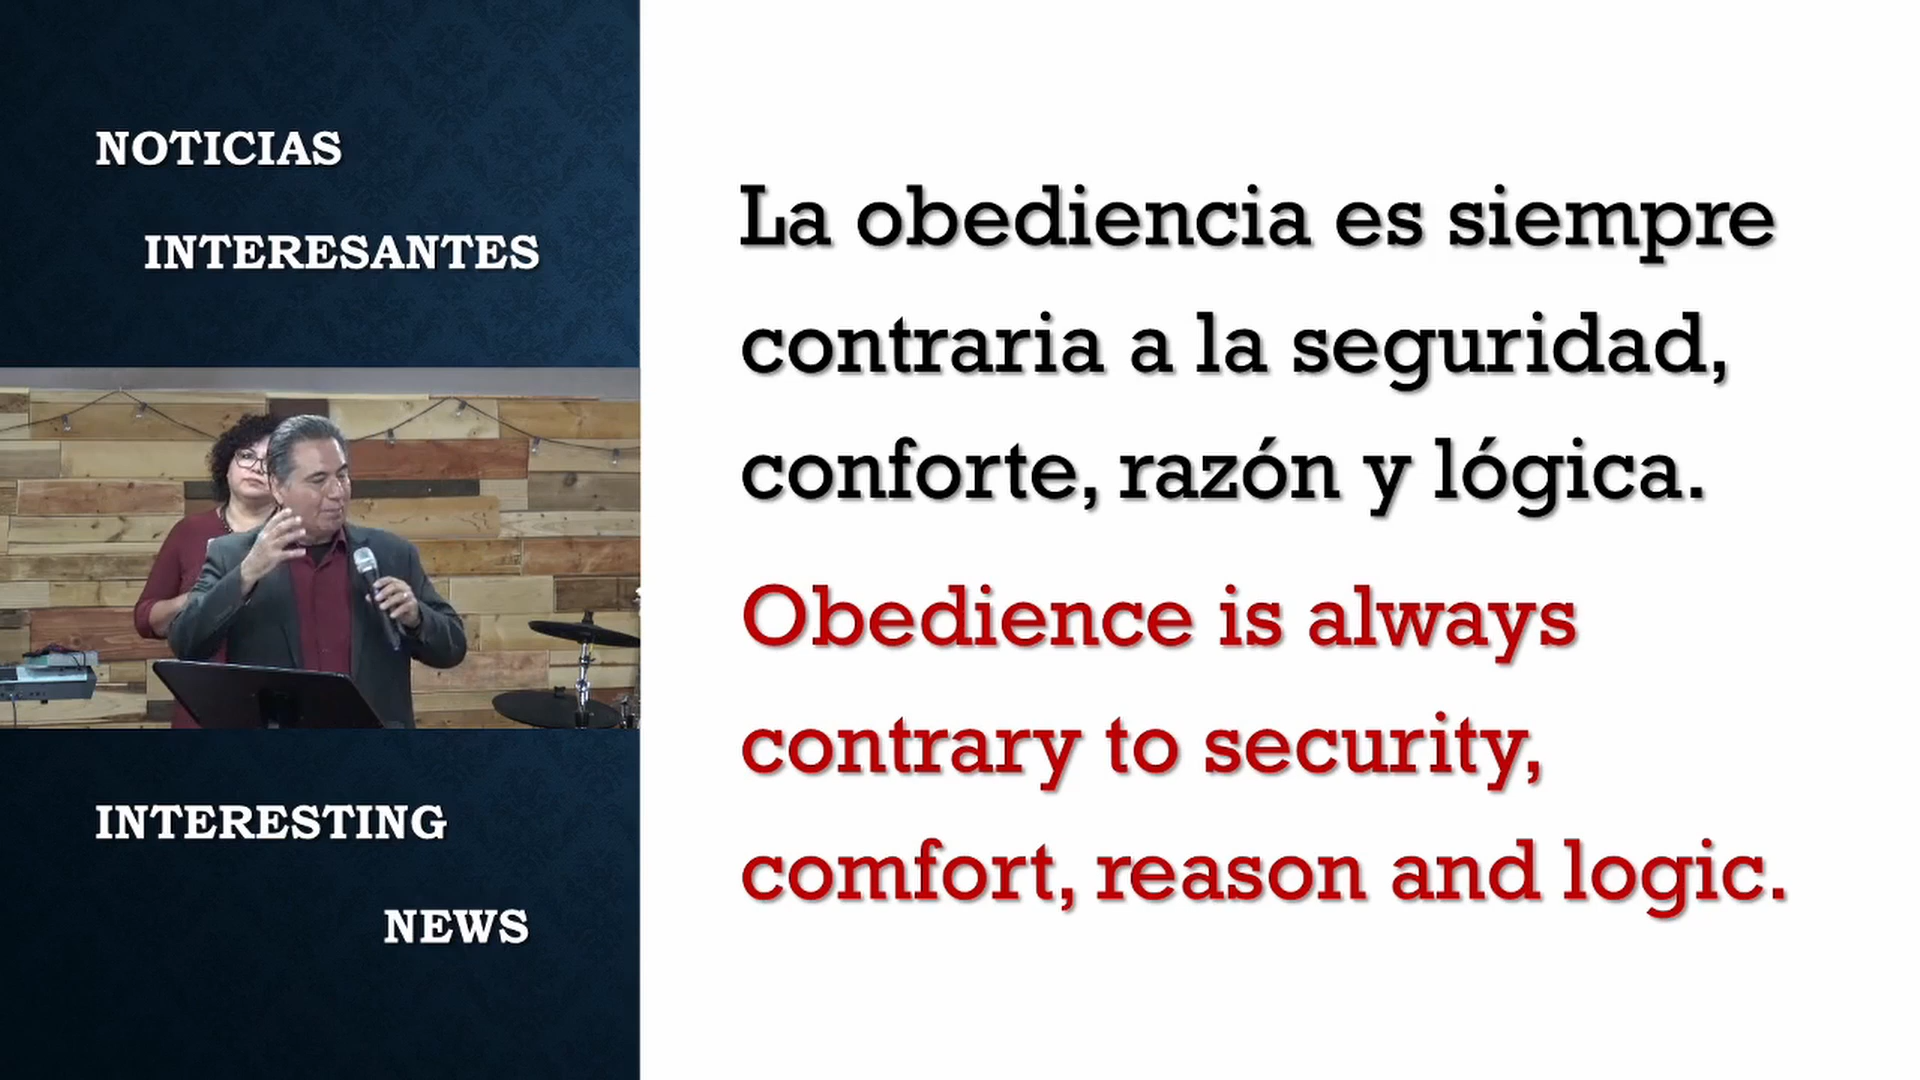 NOTICIAS
INTERESANTES
INTERESTING
NEWS
La obediencia es siempre
contraria a la seguridad,
conforte, razón y lógica.
Obedience is always
contrary to security,
comfort, reason and logic.